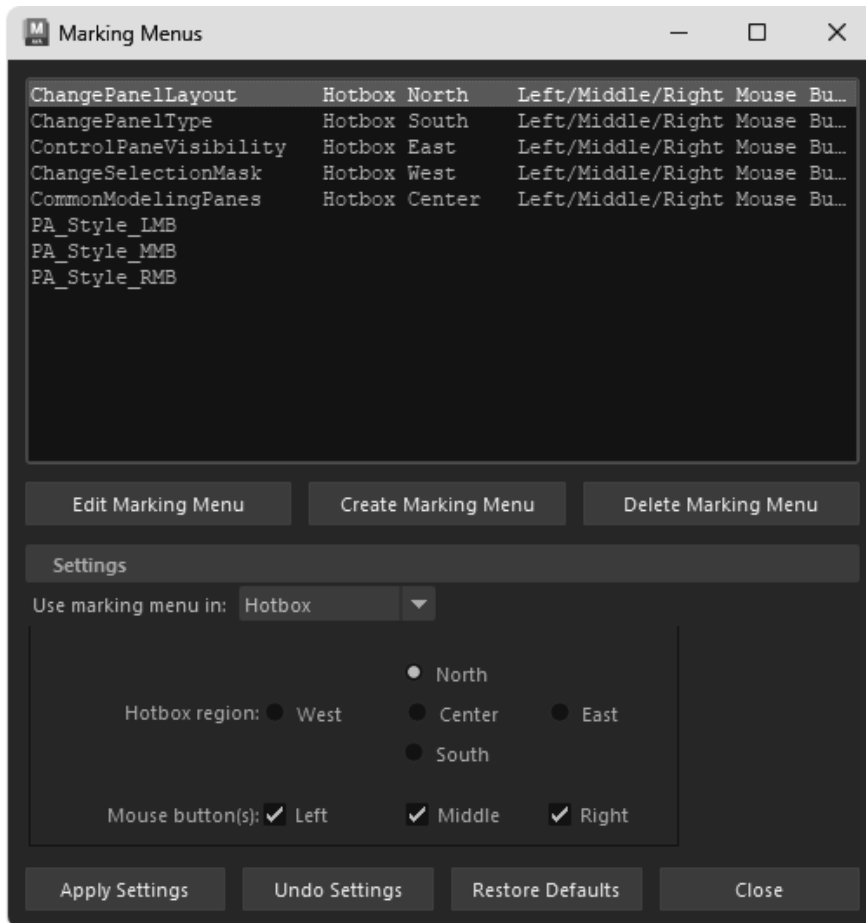 Marking Menus
ChangePanelLayout Hotbox North Left/Middle/Right Mouse Bu…
ChangePanelType Hotbox South Left/Middle/Right Mouse Bu…
ControlPaneVisibility Hotbox East Left/Middle/Right Mouse Bu…
ChangeSelectionMask Hotbox West Left/Middle/Right Mouse Bu…
CommonModelingPanes Hotbox Center Left/Middle/Right Mouse Bu…
PA_Style_LMB
PA_Style_MMB
PA_Style_RMB
Edit Marking Menu Create Marking Menu Delete Marking Menu
Settings
Use marking menu in: Hotbox
North
Hotbox region: West Center East
South
Mouse button(s): Left Middle Right
Apply Settings Undo Settings Restore Defaults Close